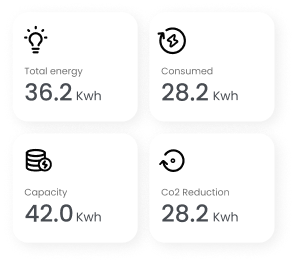 Total energy
36.2 Kwh
Consumed
28.2 Kwh
Capacity
42.0 Kwh
Co2 Reduction
28.2 Kwh